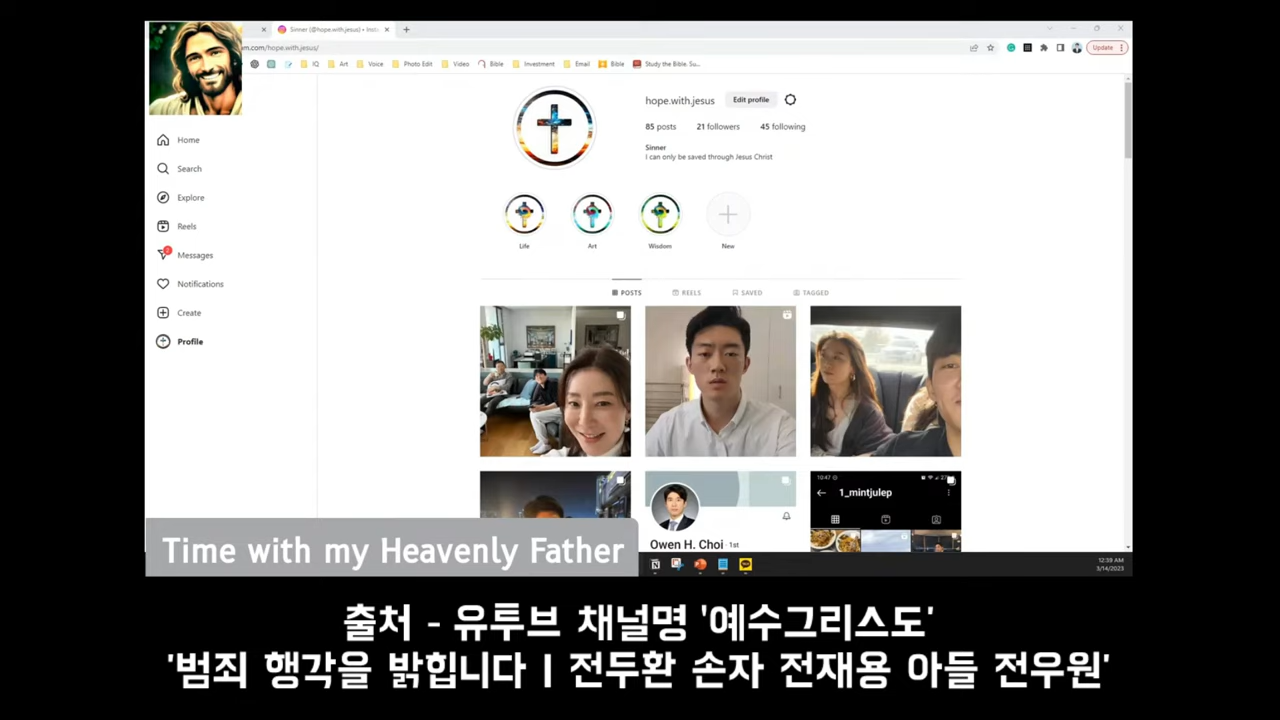 Sinner (@hope.with.jesus) • Inst
am.com/hope.with.jesus/
Update
IQ Art Voice Photo Edit Video Bible Investment Email Bible Study the Bible. Su...
hope.with.jesus Edit profile
85 posts 21 followers 45 following
Sinner
I can only be saved through Jesus Christ
Home
Search
Explore
Reels
Messages
Notifications
Create
Profile
Life Art Wisdom New
POSTS REELS SAVED TAGGED
10:47
1_mintjulep
Owen H. Choi · 1st
Time with my Heavenly Father
12:39 AM
3/14/2023
출처 - 유투브 채널명 '예수그리스도'
'범죄 행각을 밝힙니다 | 전두환 손자 전재용 아들 전우원'